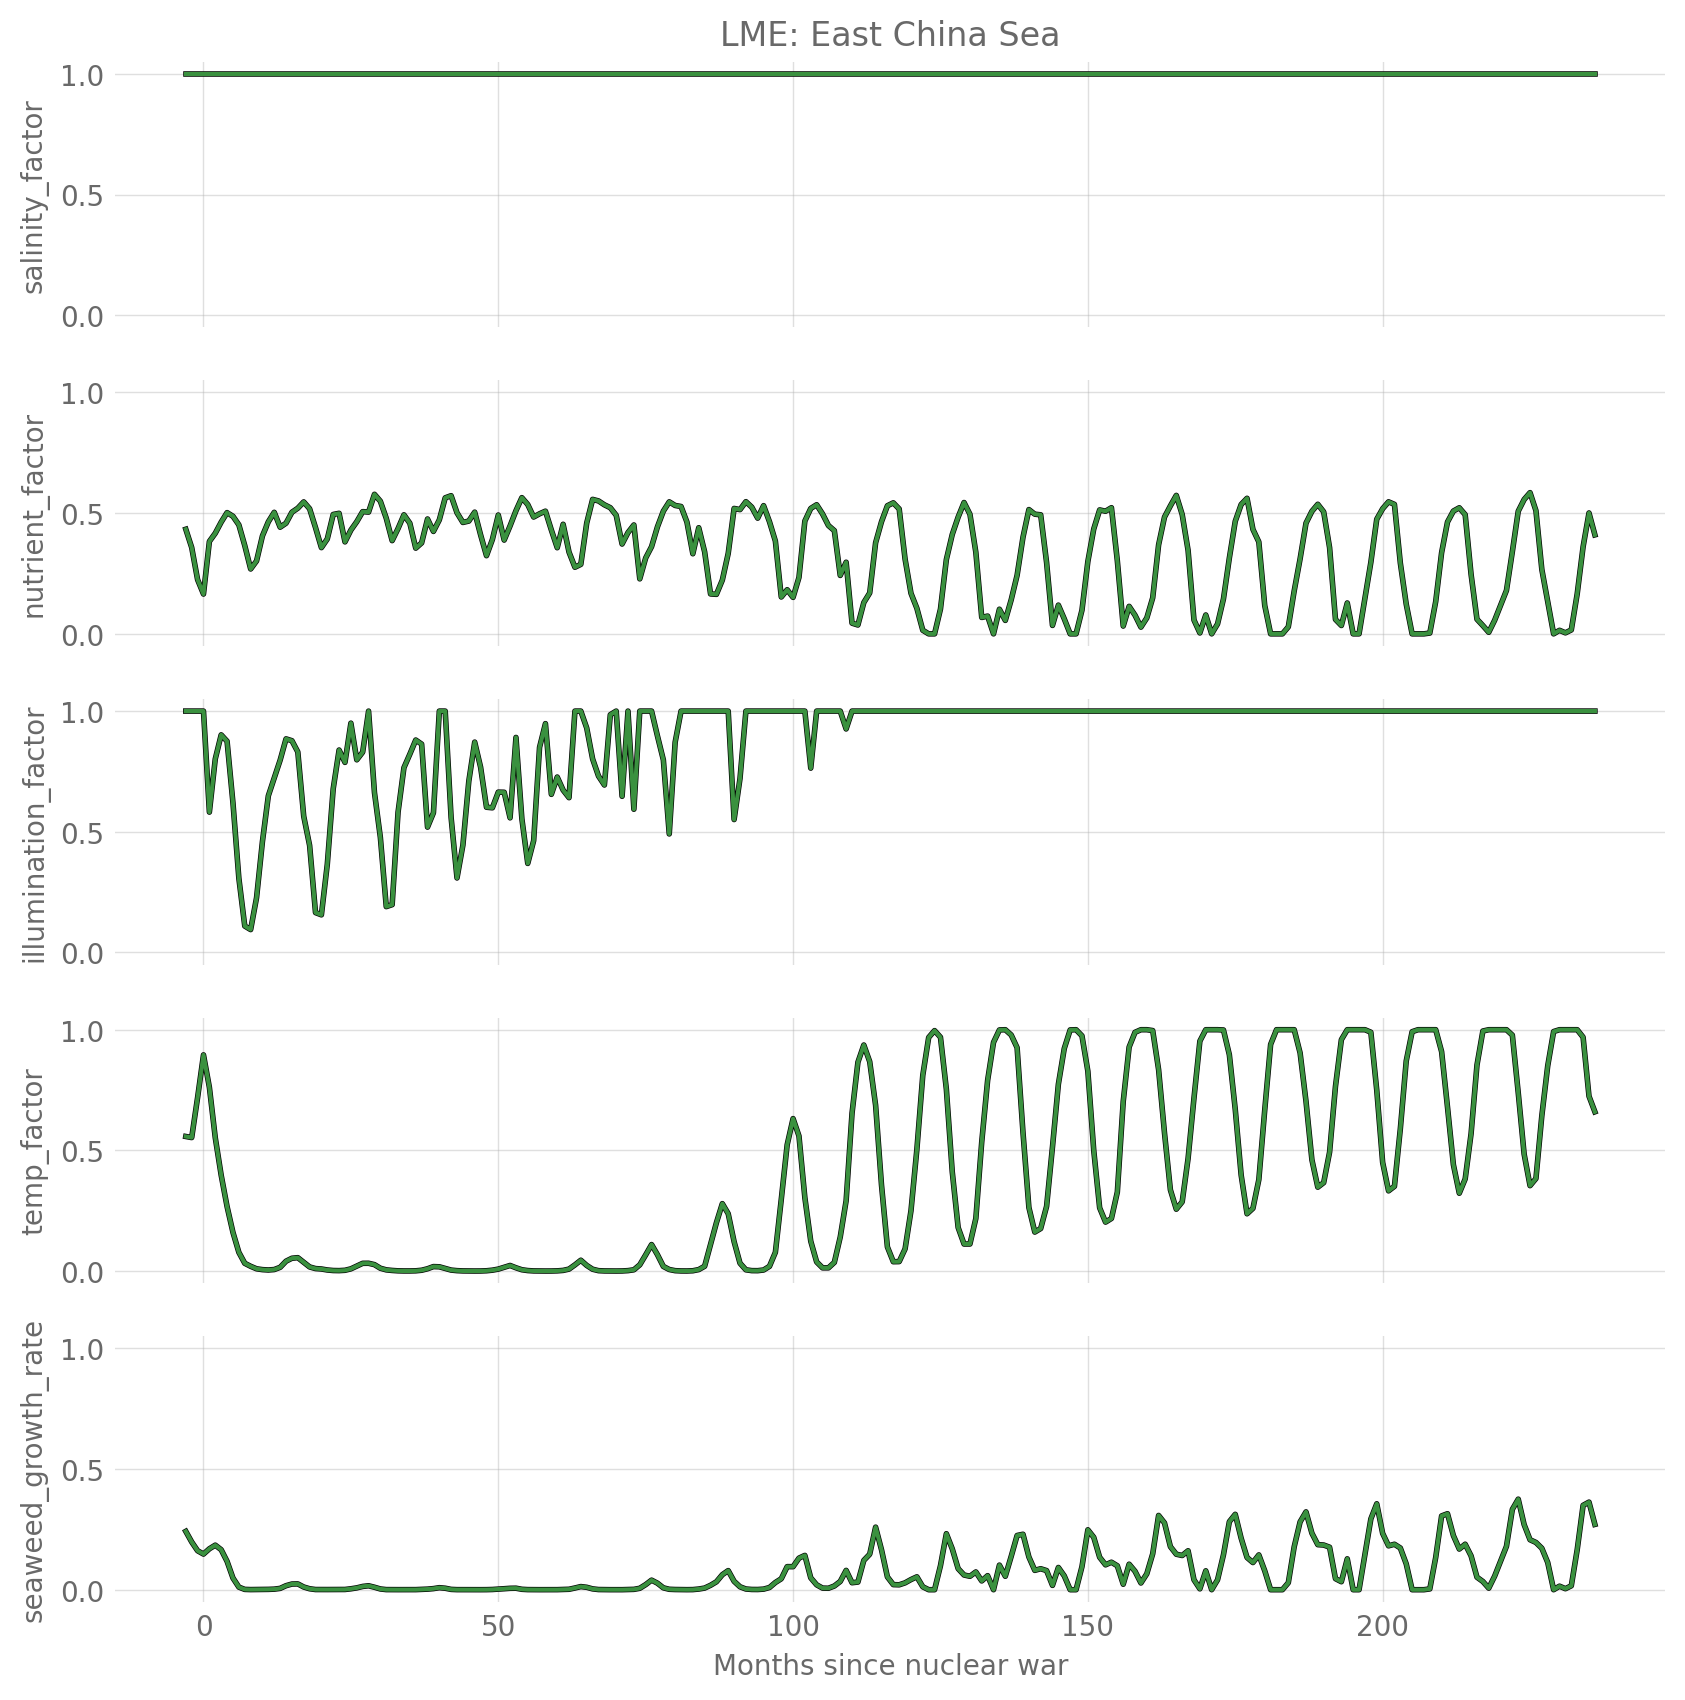 LME: East China Sea
salinity_factor
1.0
0.5
0.0
nutrient_factor
1.0
0.5
0.0
illumination_factor
1.0
0.5
0.0
temp_factor
1.0
0.5
0.0
seaweed_growth_rate
1.0
0.5
0.0
0 50 100 150 200
Months since nuclear war